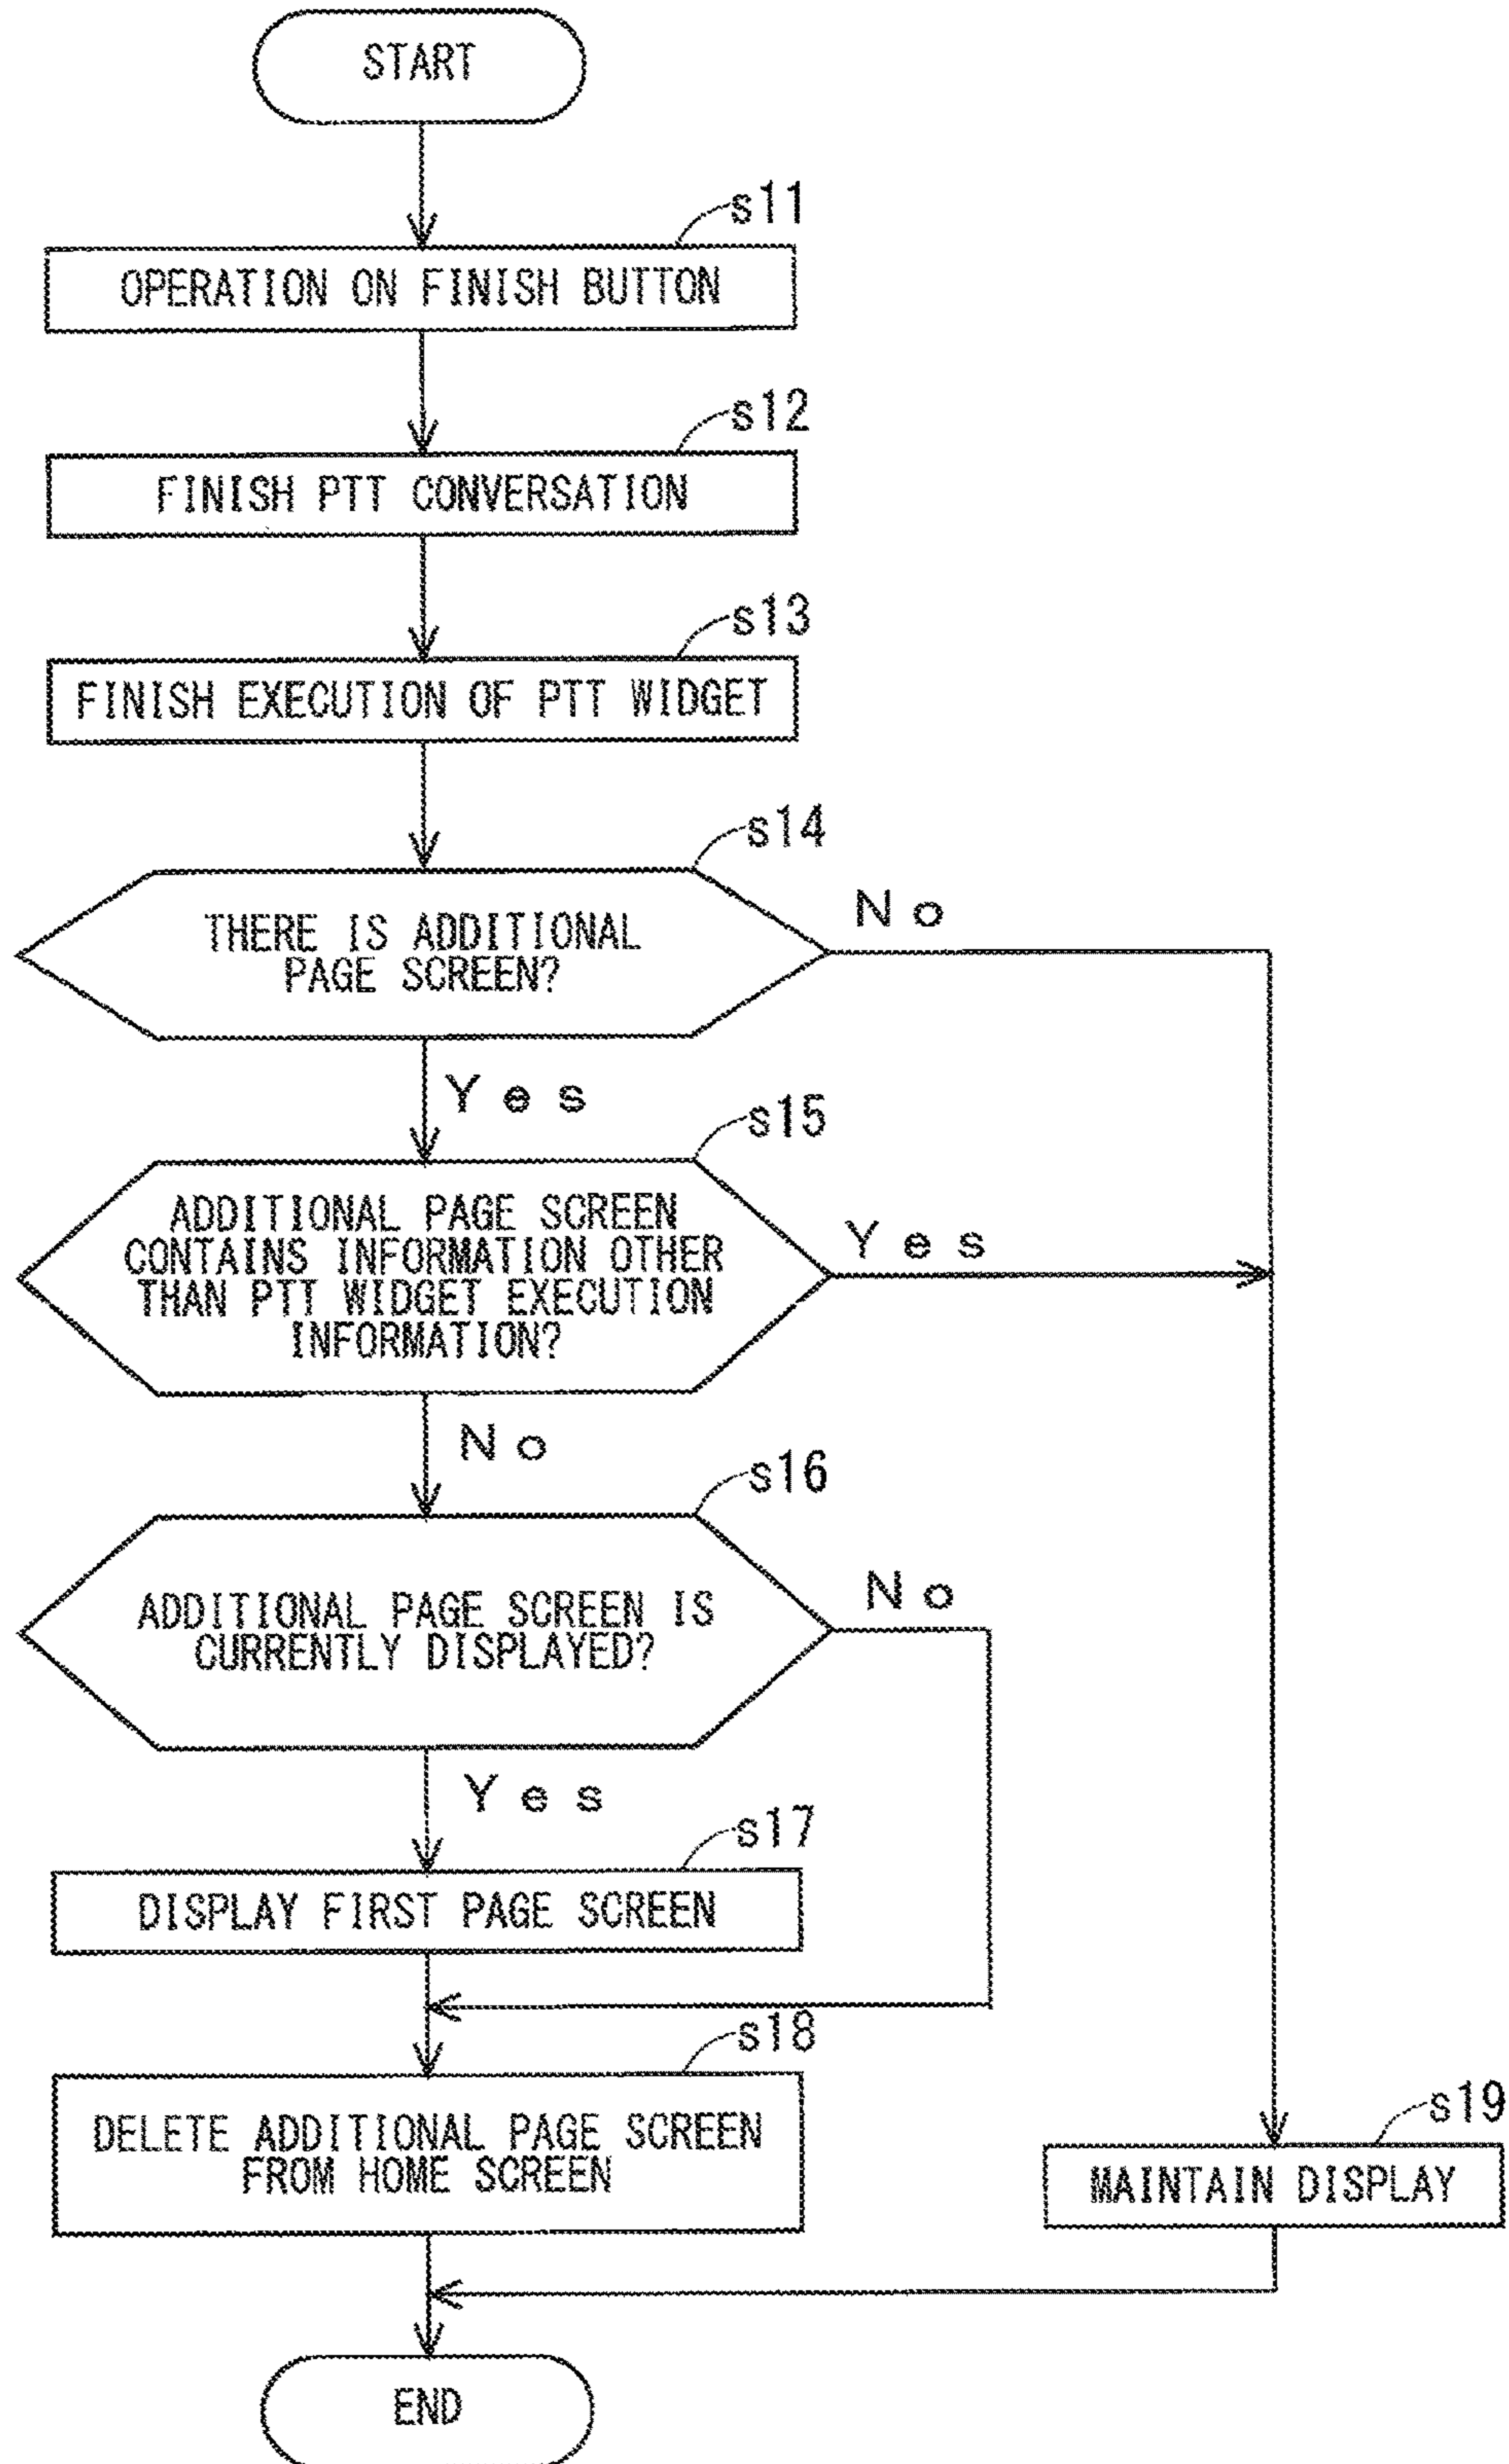 START
s11
OPERATION ON FINISH BUTTON
s12
FINISH PTT CONVERSATION
s13
FINISH EXECUTION OF PTT WIDGET
s14
THERE IS ADDITIONAL
PAGE SCREEN?
No
Yes
s15
ADDITIONAL PAGE SCREEN
CONTAINS INFORMATION OTHER
THAN PTT WIDGET EXECUTION
INFORMATION?
Yes
No
s16
ADDITIONAL PAGE SCREEN IS
CURRENTLY DISPLAYED?
No
Yes
s17
DISPLAY FIRST PAGE SCREEN
s18
DELETE ADDITIONAL PAGE SCREEN
FROM HOME SCREEN
s19
MAINTAIN DISPLAY
END